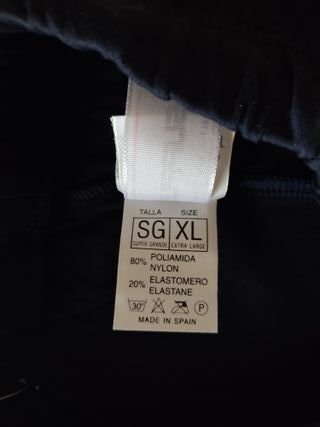 TALLA SIZE
SG XL
SUPER GRANDE EXTRA LARGE
80% POLIAMIDA
NYLON
20% ELASTOMERO
ELASTANE
30° P
MADE IN SPAIN